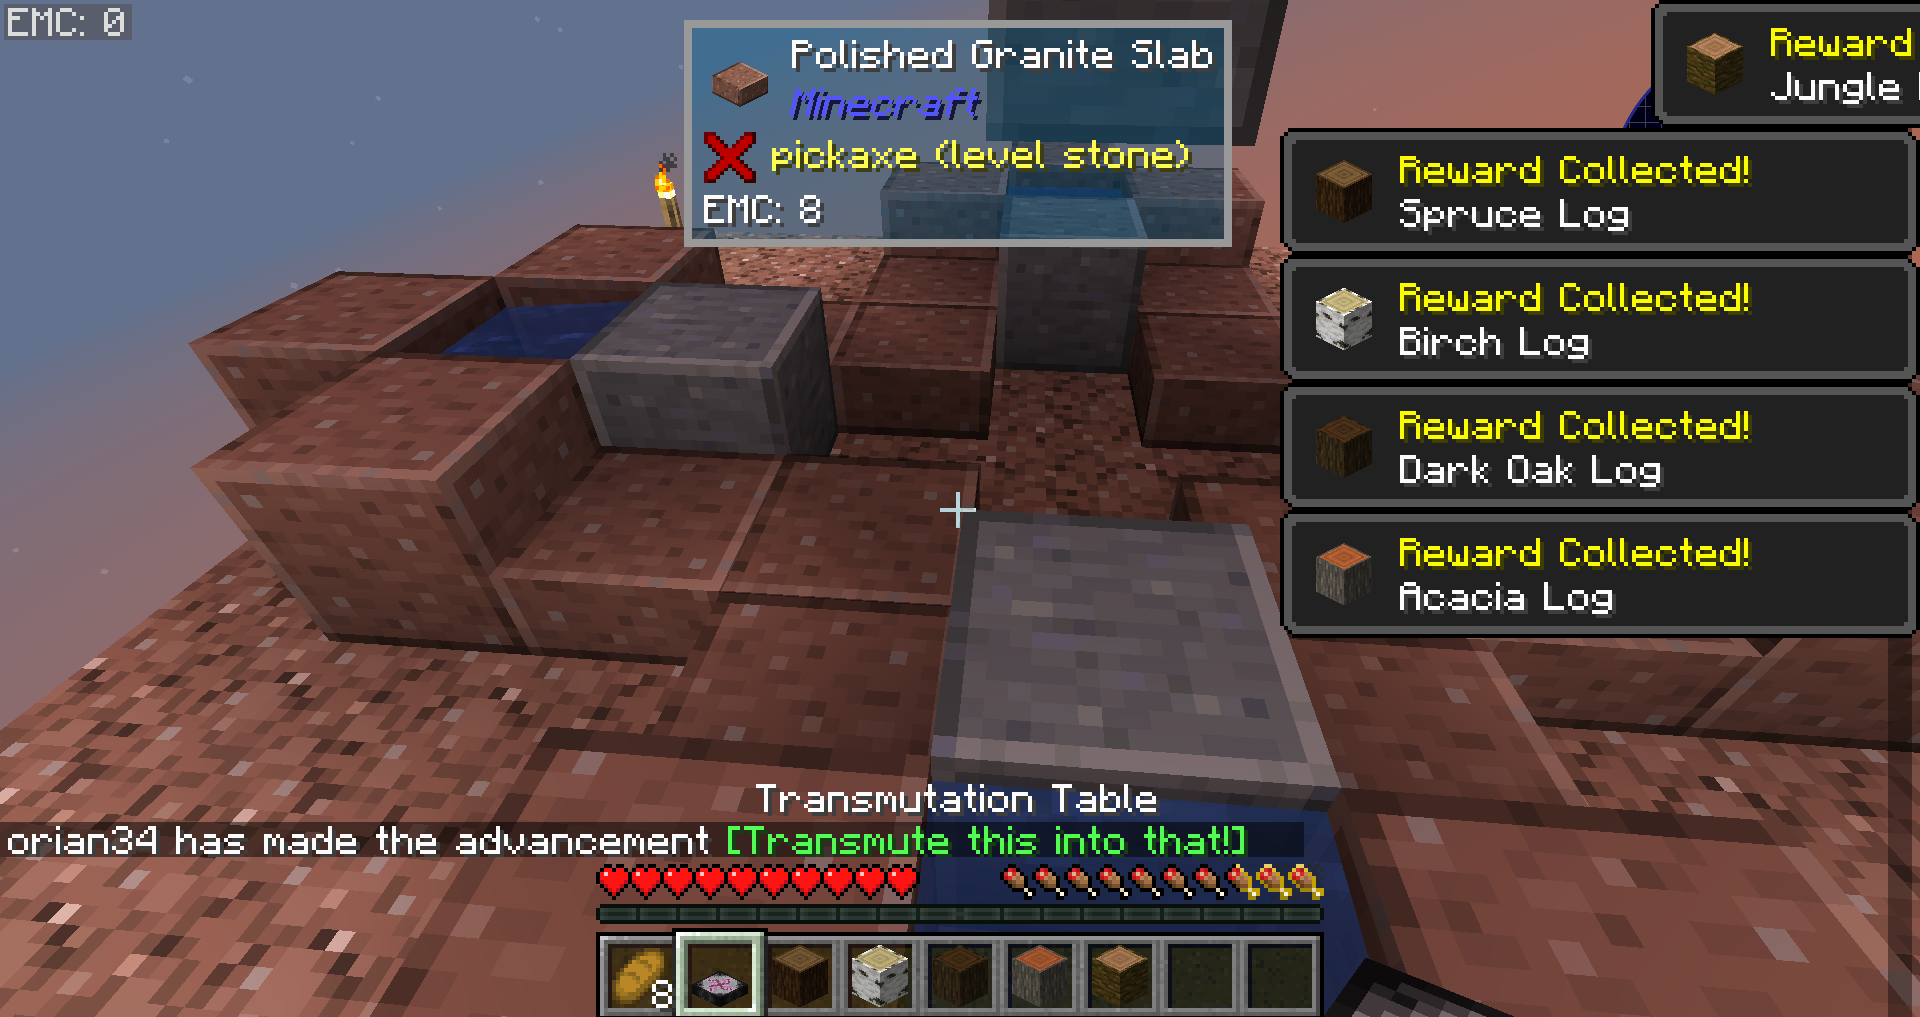 EMC: 0
Polished Granite Slab
Minecraft
pickaxe (level stone)
EMC: 8
Reward
Jungle
Reward Collected!
Spruce Log
Reward Collected!
Birch Log
Reward Collected!
Dark Oak Log
Reward Collected!
Acacia Log
Transmutation Table
orian34 has made the advancement [Transmute this into that!]
8